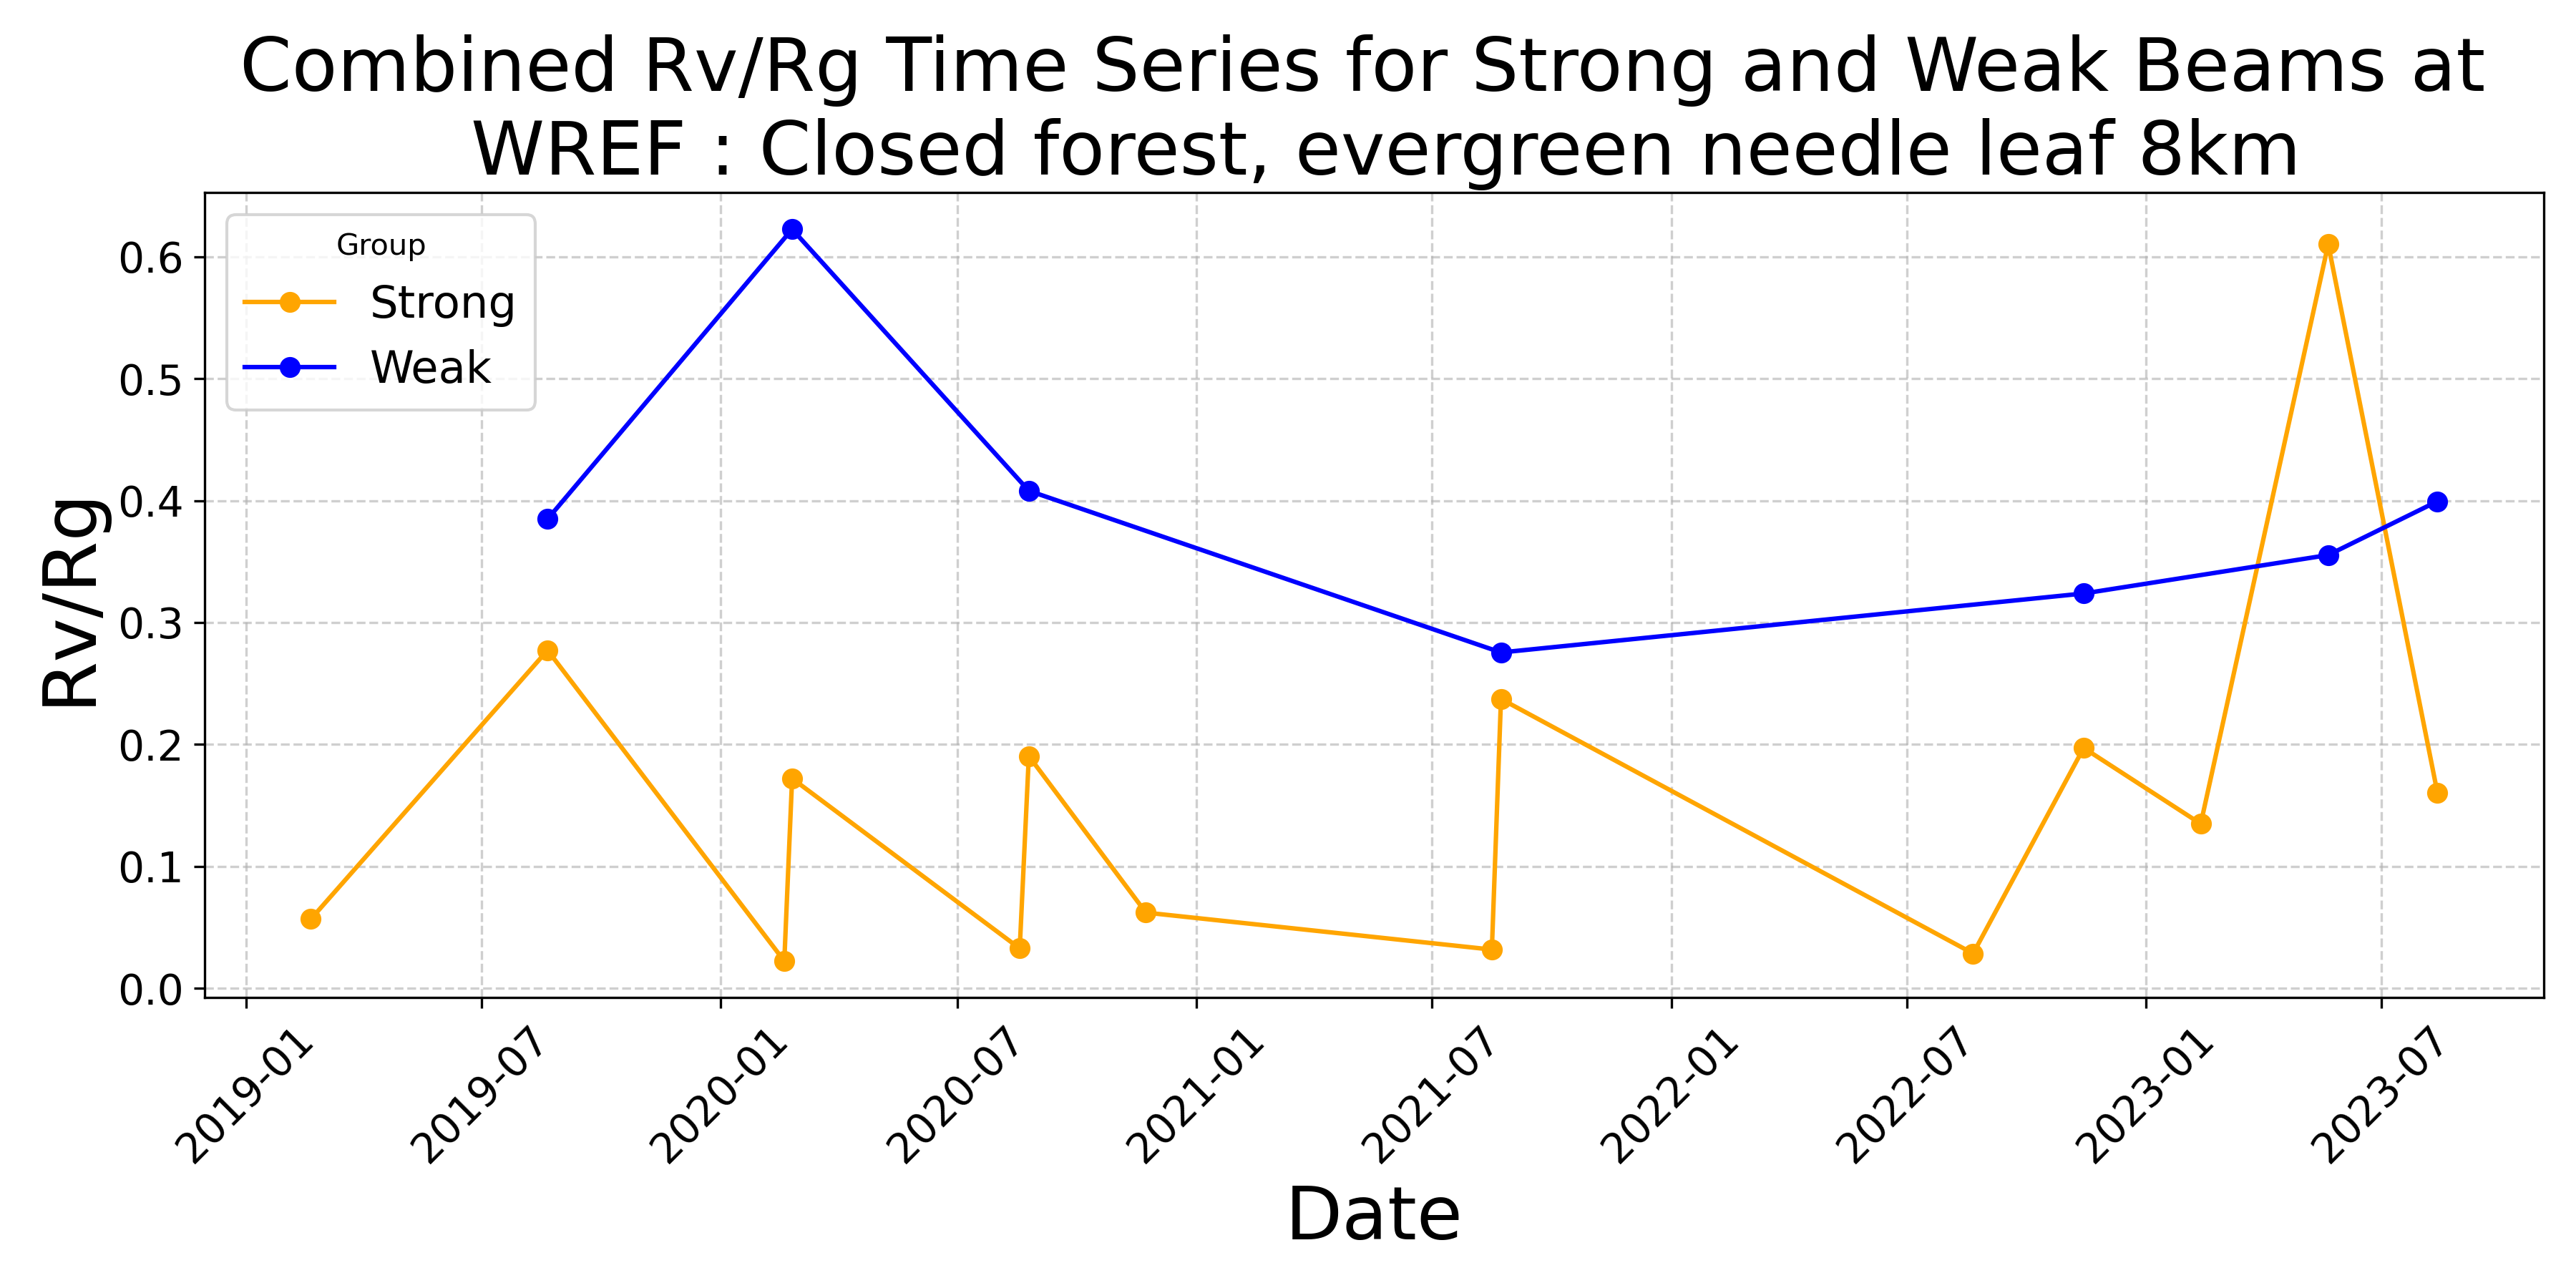 Combined Rv/Rg Time Series for Strong and Weak Beams at
WREF : Closed forest, evergreen needle leaf 8km
Group
Strong
Weak
Rv/Rg
0.6
0.5
0.4
0.3
0.2
0.1
0.0
2019-01
2019-07
2020-01
2020-07
2021-01
2021-07
2022-01
2022-07
2023-01
2023-07
Date